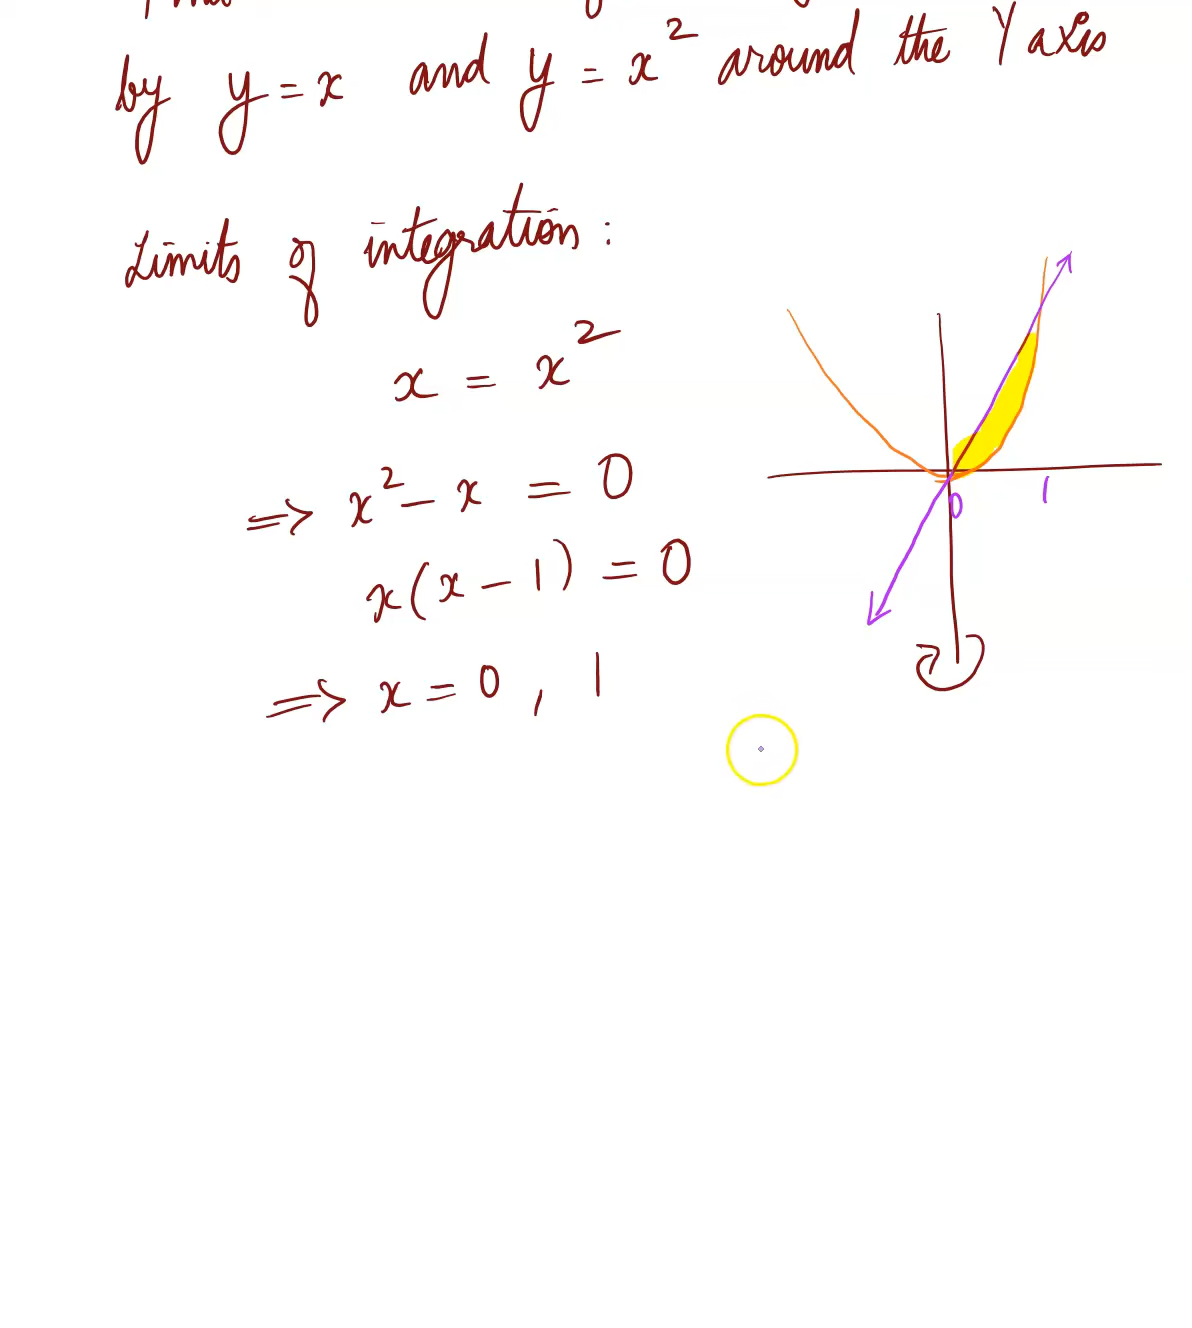 by y = x and y = x² around the Y axis
Limits of integration :
x = x²
⇒ x² – x = 0
x(x – 1) = 0
⇒ x = 0 , 1
0
1